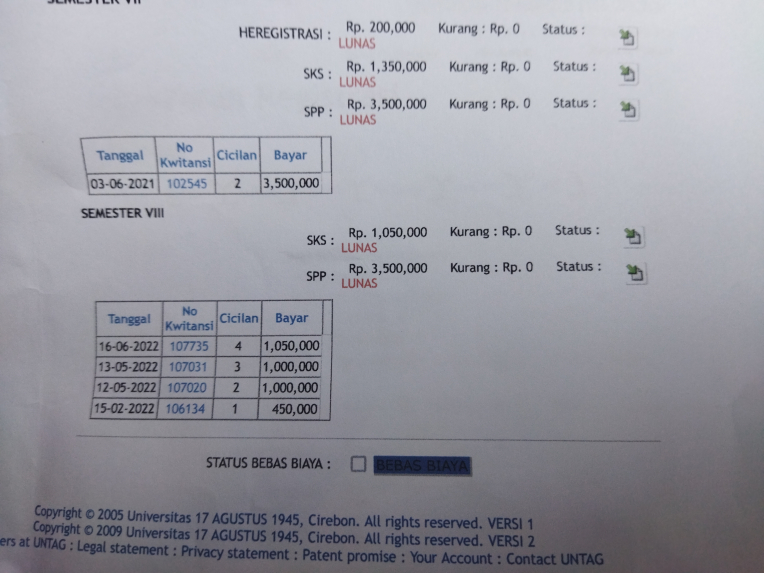 SEMESTER VII
HEREGISTRASI : Rp. 200,000 Kurang : Rp. 0 Status :
LUNAS
SKS : Rp. 1,350,000 Kurang : Rp. 0 Status :
LUNAS
SPP : Rp. 3,500,000 Kurang : Rp. 0 Status :
LUNAS
Tanggal No Kwitansi Cicilan Bayar
03-06-2021 102545 2 3,500,000
SEMESTER VIII
SKS : Rp. 1,050,000 Kurang : Rp. 0 Status :
LUNAS
SPP : Rp. 3,500,000 Kurang : Rp. 0 Status :
LUNAS
Tanggal No Kwitansi Cicilan Bayar
16-06-2022 107735 4 1,050,000
13-05-2022 107031 3 1,000,000
12-05-2022 107020 2 1,000,000
15-02-2022 106134 1 450,000
STATUS BEBAS BIAYA : BEBAS BIAYA
Copyright © 2005 Universitas 17 AGUSTUS 1945, Cirebon. All rights reserved. VERSI 1
Copyright © 2009 Universitas 17 AGUSTUS 1945, Cirebon. All rights reserved. VERSI 2
ers at UNTAG : Legal statement : Privacy statement : Patent promise : Your Account : Contact UNTAG